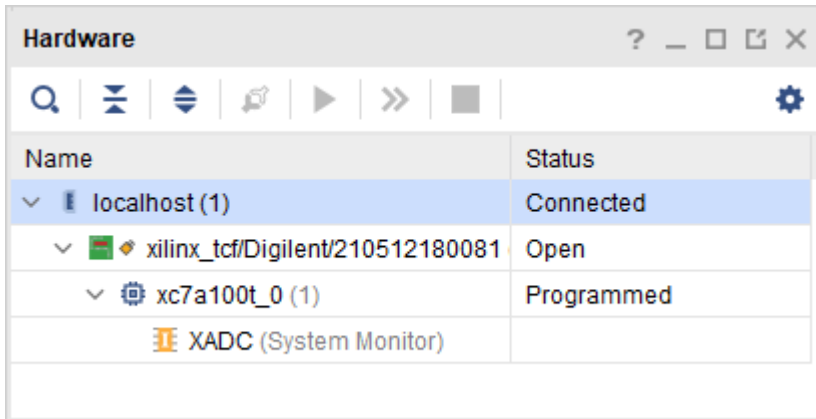 Hardware ?
Name Status
localhost (1) Connected
xilinx_tcf/Digilent/210512180081 Open
xc7a100t_0 (1) Programmed
XADC (System Monitor)